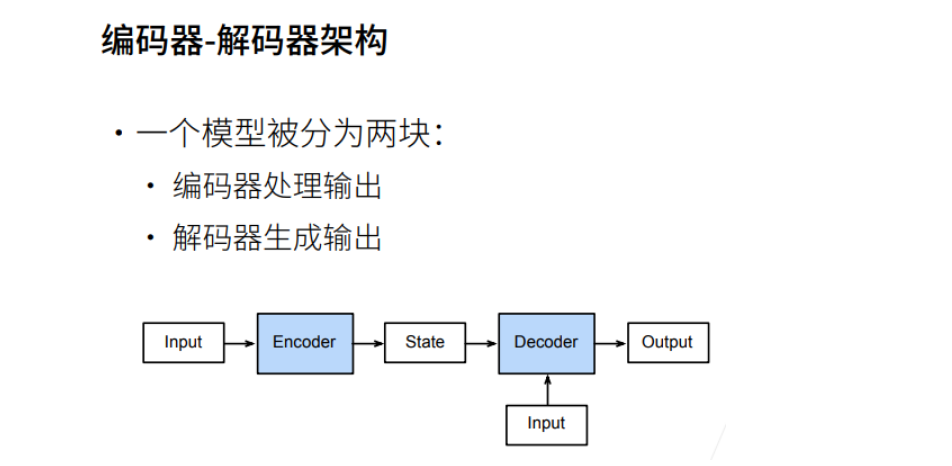 编码器-解码器架构
• 一个模型被分为两块：
• 编码器处理输出
• 解码器生成输出
Input Encoder State Decoder Output
Input